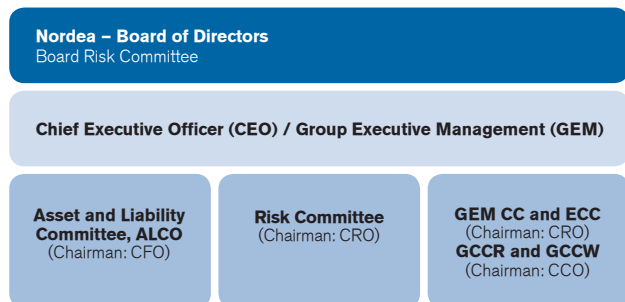 Nordea – Board of Directors
Board Risk Committee
Chief Executive Officer (CEO) / Group Executive Management (GEM)
Asset and Liability
Committee, ALCO
(Chairman: CFO)
Risk Committee
(Chairman: CRO)
GEM CC and ECC
(Chairman: CRO)
GCCR and GCCW
(Chairman: CCO)